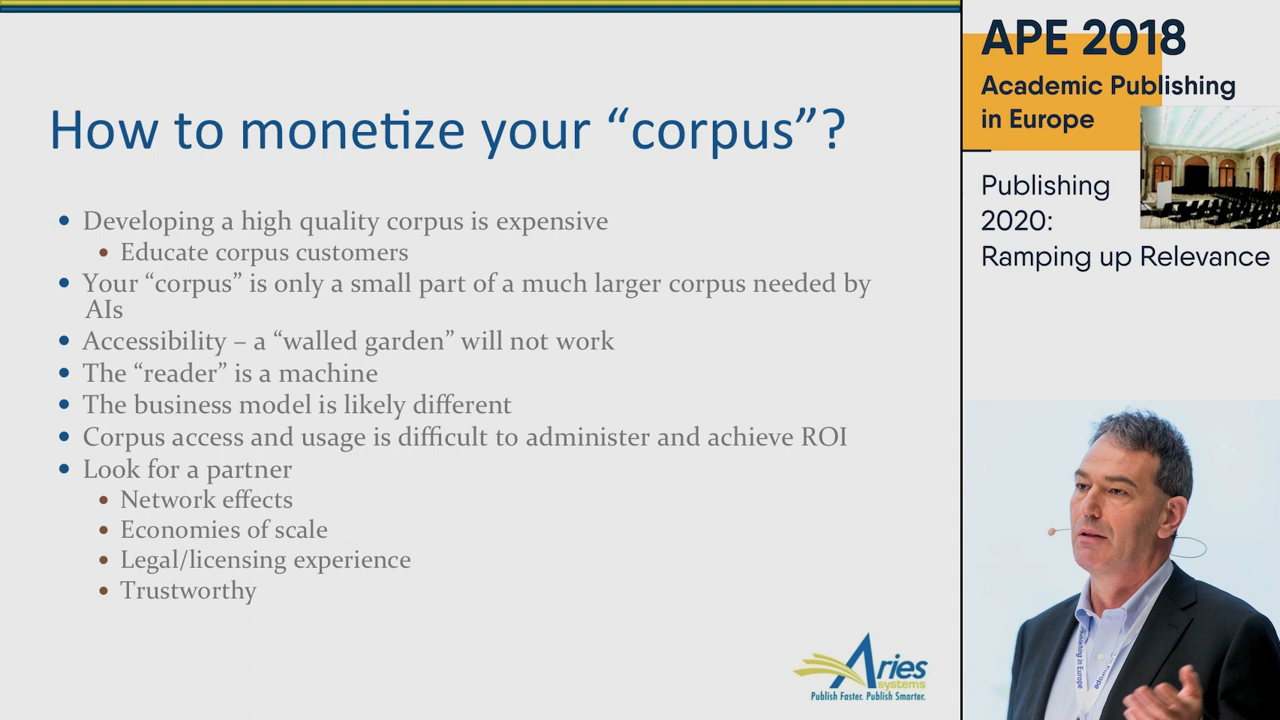 How to monetize your “corpus”?
Developing a high quality corpus is expensive
Educate corpus customers
Your “corpus” is only a small part of a much larger corpus needed by
AIs
Accessibility – a “walled garden” will not work
The “reader” is a machine
The business model is likely different
Corpus access and usage is difficult to administer and achieve ROI
Look for a partner
Network effects
Economies of scale
Legal/licensing experience
Trustworthy
Aries
systems
Publish Faster. Publish Smarter.
APE 2018
Academic Publishing
in Europe
Publishing
2020:
Ramping up Relevance
Publishing in Europe